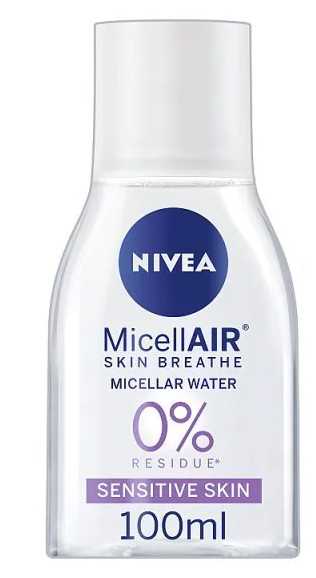 NIVEA
MicellAIR®
SKIN BREATHE
MICELLAR WATER
0%
RESIDUE*
SENSITIVE SKIN
100ml